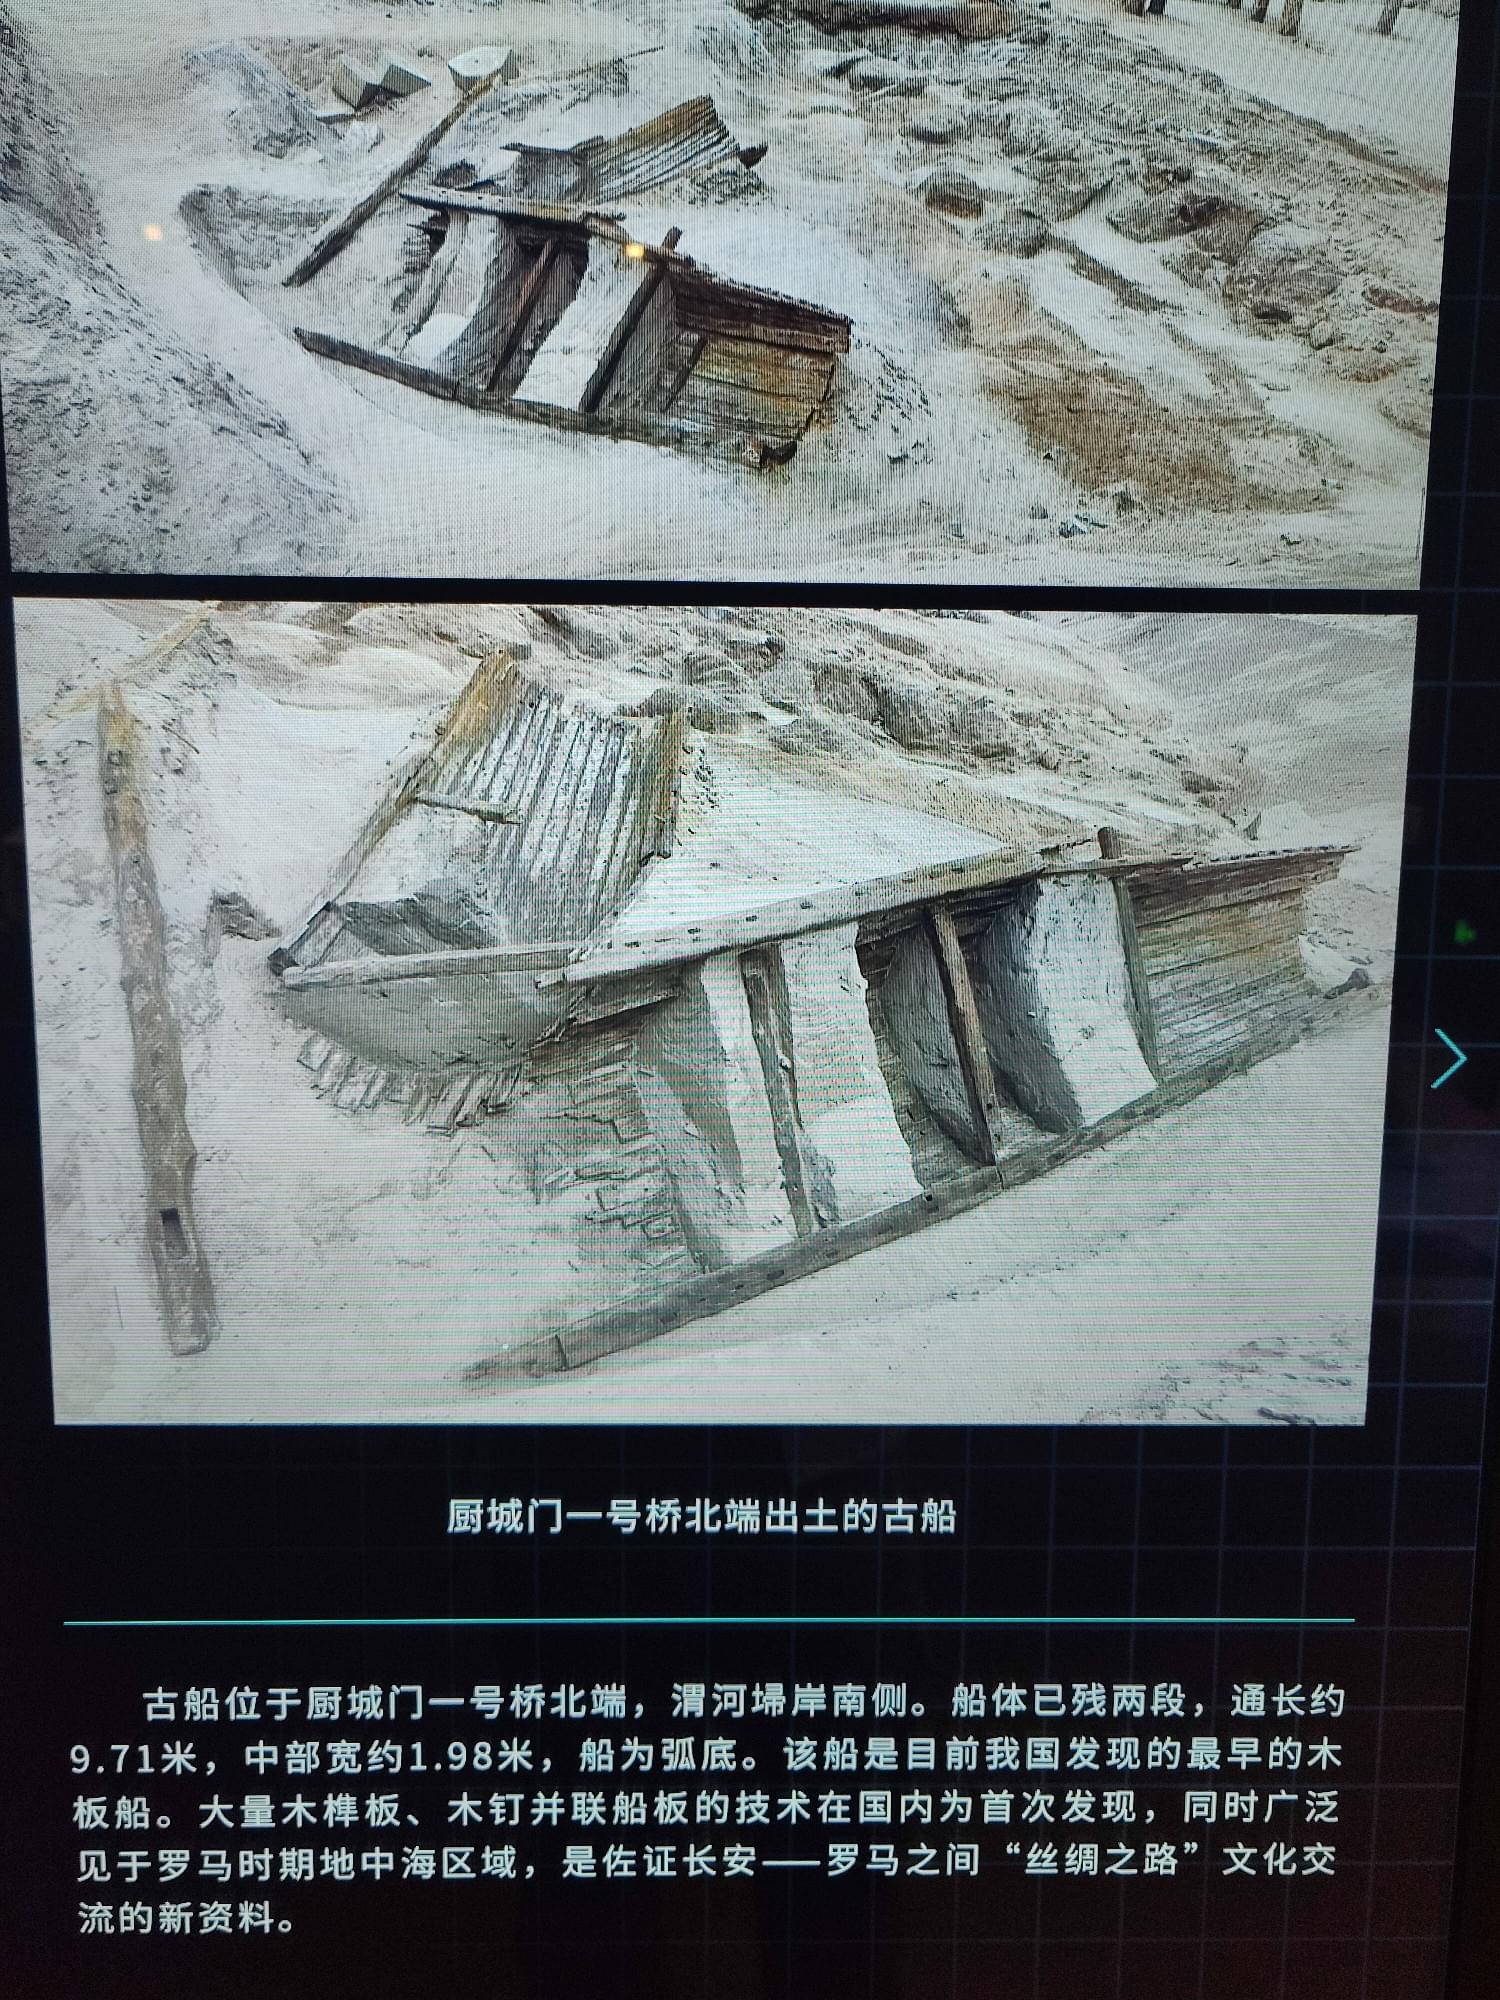 厨城门一号桥北端出土的古船
古船位于厨城门一号桥北端，渭河埽岸南侧。船体已残两段，通长约
9.71米，中部宽约1.98米，船为弧底。该船是目前我国发现的最早的木
板船。大量木榫板、木钉并联船板的技术在国内为首次发现，同时广泛
见于罗马时期地中海区域，是佐证长安——罗马之间“丝绸之路”文化交
流的新资料。